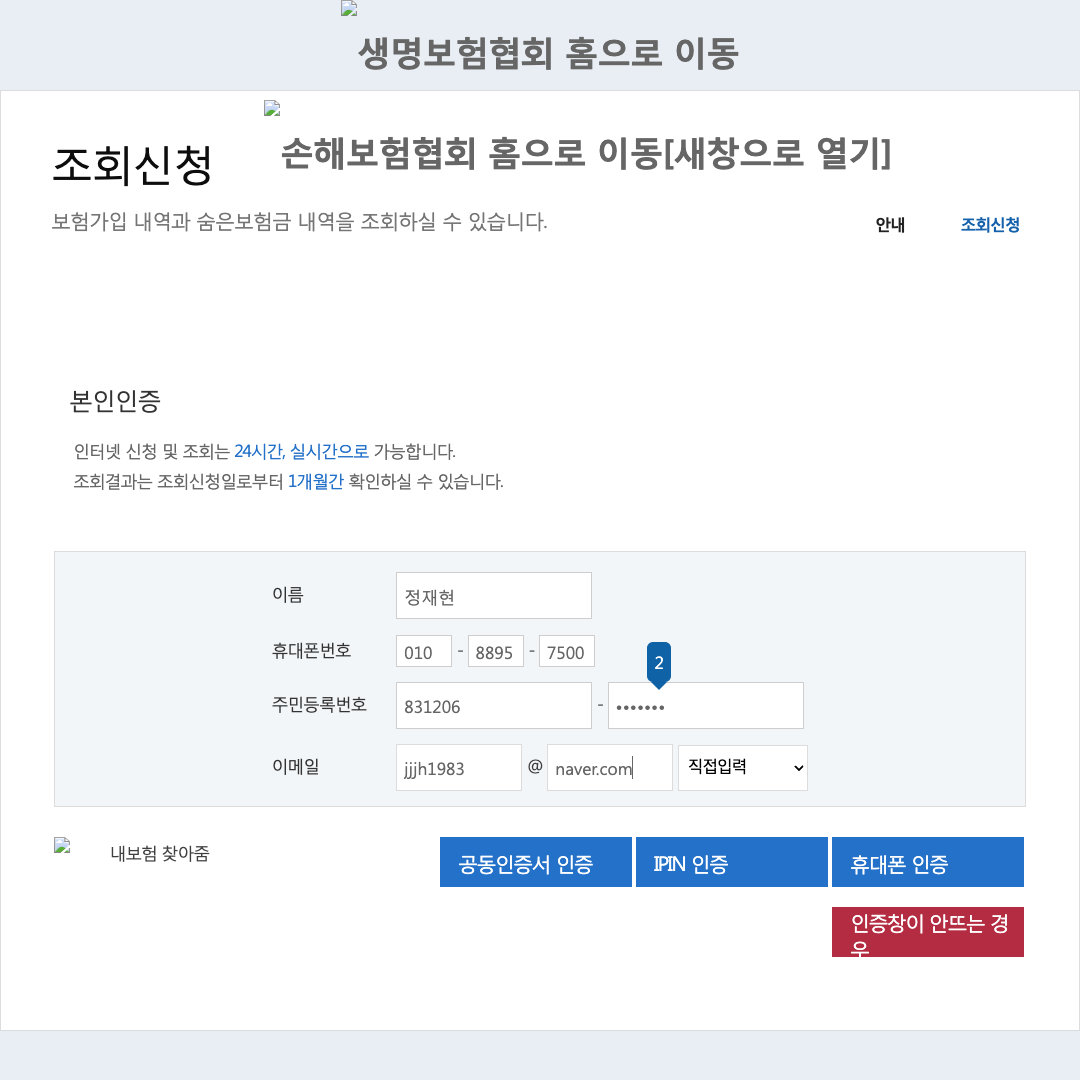 생명보험협회 홈으로 이동
손해보험협회 홈으로 이동[새창으로 열기]
조회신청
보험가입 내역과 숨은보험금 내역을 조회하실 수 있습니다.
안내
조회신청
본인인증
인터넷 신청 및 조회는 24시간, 실시간으로 가능합니다.
조회결과는 조회신청일로부터 1개월간 확인하실 수 있습니다.
이름 정재현
휴대폰번호 010 - 8895 - 7500
2
주민등록번호 831206 - •••••••
이메일 jjjh1983 @ naver.com 직접입력
내보험 찾아줌
공동인증서 인증
IPIN 인증
휴대폰 인증
인증창이 안뜨는 경
우